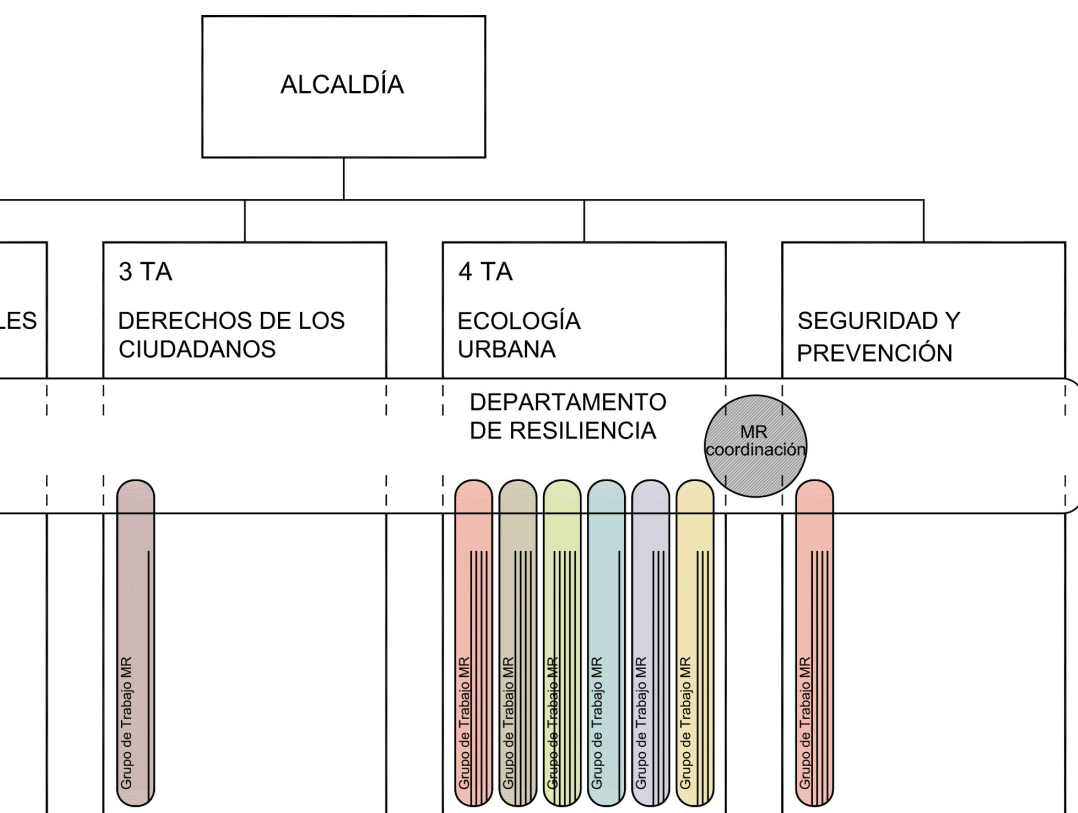 ALCALDÍA
LES
3 TA
DERECHOS DE LOS
CIUDADANOS
4 TA
ECOLOGÍA
URBANA
SEGURIDAD Y
PREVENCIÓN
DEPARTAMENTO
DE RESILIENCIA
MR
coordinación
Grupo de Trabajo MR
Grupo de Trabajo MR
Grupo de Trabajo MR
Grupo de Trabajo MR
Grupo de Trabajo MR
Grupo de Trabajo MR
Grupo de Trabajo MR
Grupo de Trabajo MR